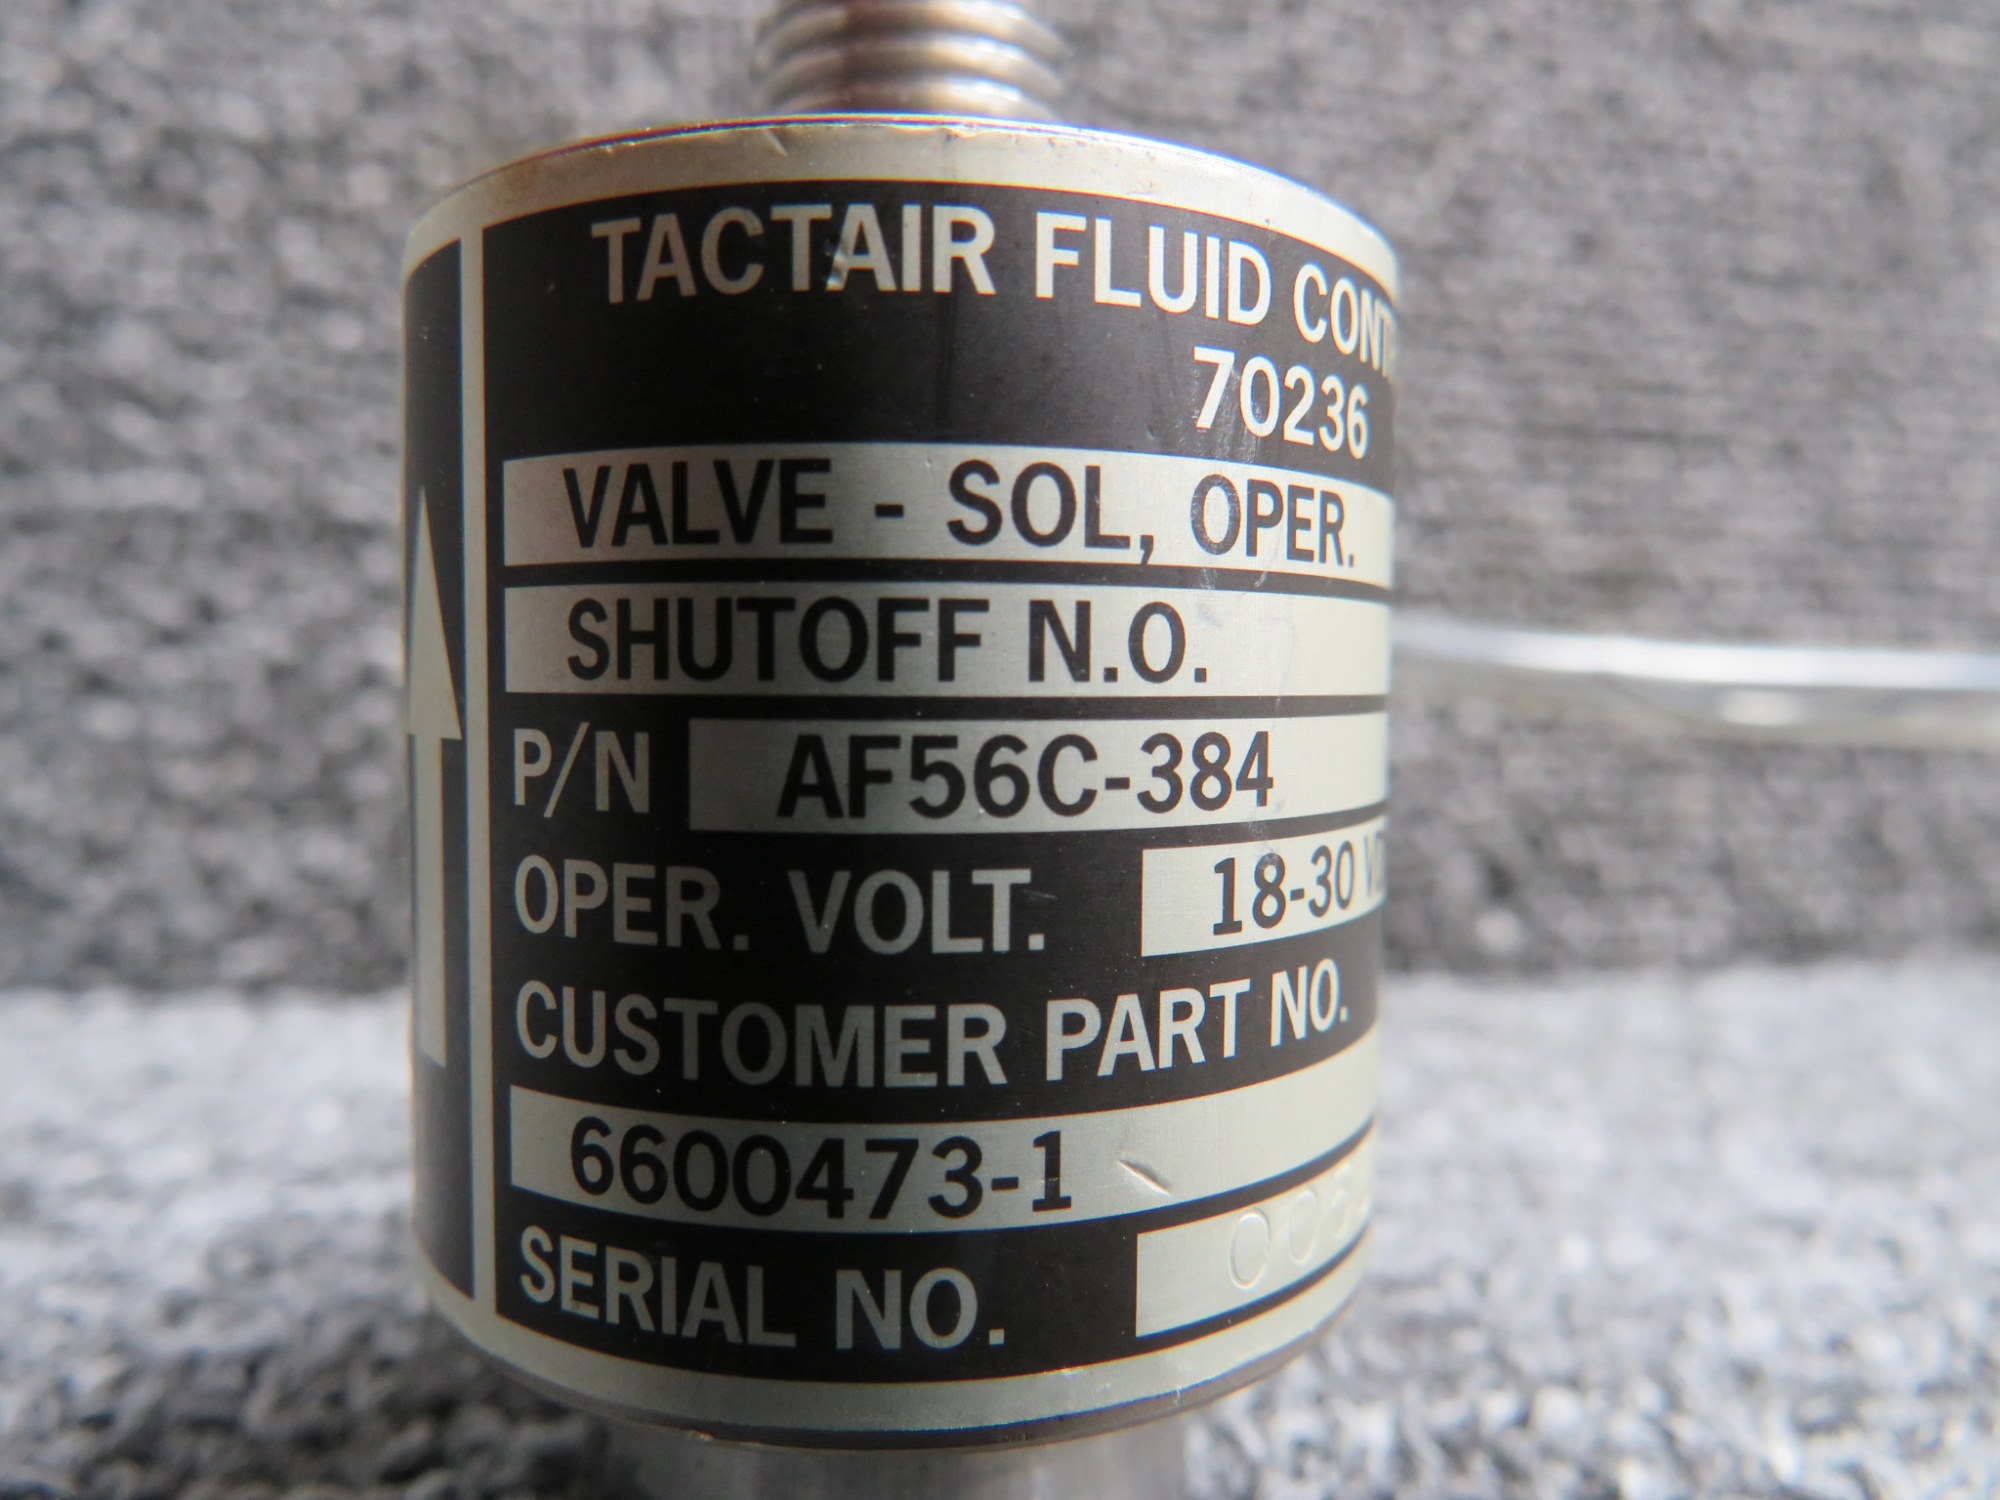 TACTAIR FLUID
70236
VALVE - SOL, OPER.
SHUTOFF N.O.
P/N AF56C-384
OPER. VOLT. 18-30
CUSTOMER PART NO.
6600473-1
SERIAL NO.